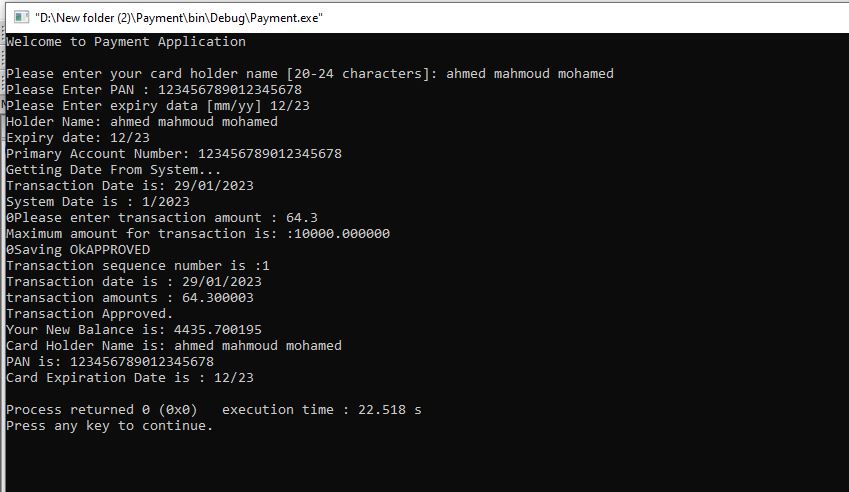 "D:\New folder (2)\Payment\bin\Debug\Payment.exe"
Welcome to Payment Application
Please enter your card holder name [20-24 characters]: ahmed mahmoud mohamed
Please Enter PAN : 123456789012345678
Please Enter expiry data [mm/yy] 12/23
Holder Name: ahmed mahmoud mohamed
Expiry date: 12/23
Primary Account Number: 123456789012345678
Getting Date From System...
Transaction Date is: 29/01/2023
System Date is : 1/2023
0Please enter transaction amount : 64.3
Maximum amount for transaction is: :10000.000000
0Saving OkAPPROVED
Transaction sequence number is :1
Transaction date is : 29/01/2023
transaction amounts : 64.300003
Transaction Approved.
Your New Balance is: 4435.700195
Card Holder Name is: ahmed mahmoud mohamed
PAN is: 123456789012345678
Card Expiration Date is : 12/23
Process returned 0 (0x0)   execution time : 22.518 s
Press any key to continue.